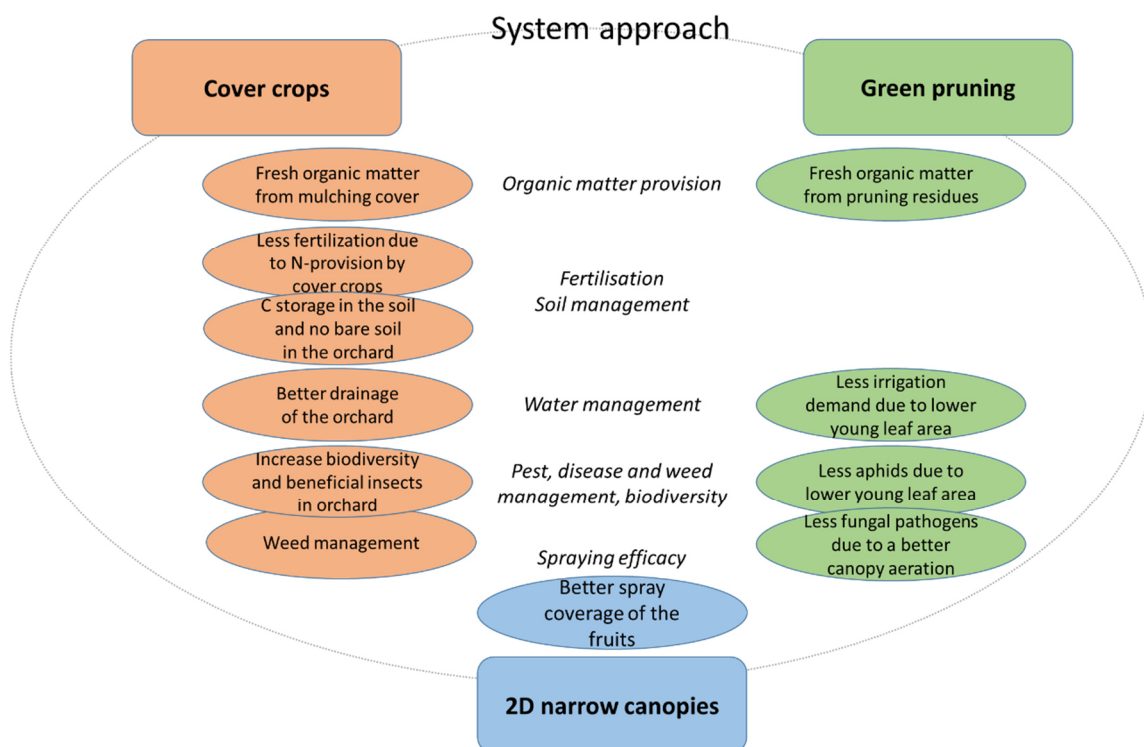 System approach
Cover crops
Green pruning
Fresh organic matter
from mulching cover
Organic matter provision
Fresh organic matter
from pruning residues
Less fertilization due
to N-provision by
cover crops
Fertilisation
Soil management
C storage in the soil
and no bare soil
in the orchard
Better drainage
of the orchard
Water management
Less irrigation
demand due to lower
young leaf area
Increase biodiversity
and beneficial insects
in orchard
Pest, disease and weed
management, biodiversity
Less aphids due to
lower young leaf area
Weed management
Less fungal pathogens
due to a better
canopy aeration
Spraying efficacy
Better spray
coverage of the
fruits
2D narrow canopies